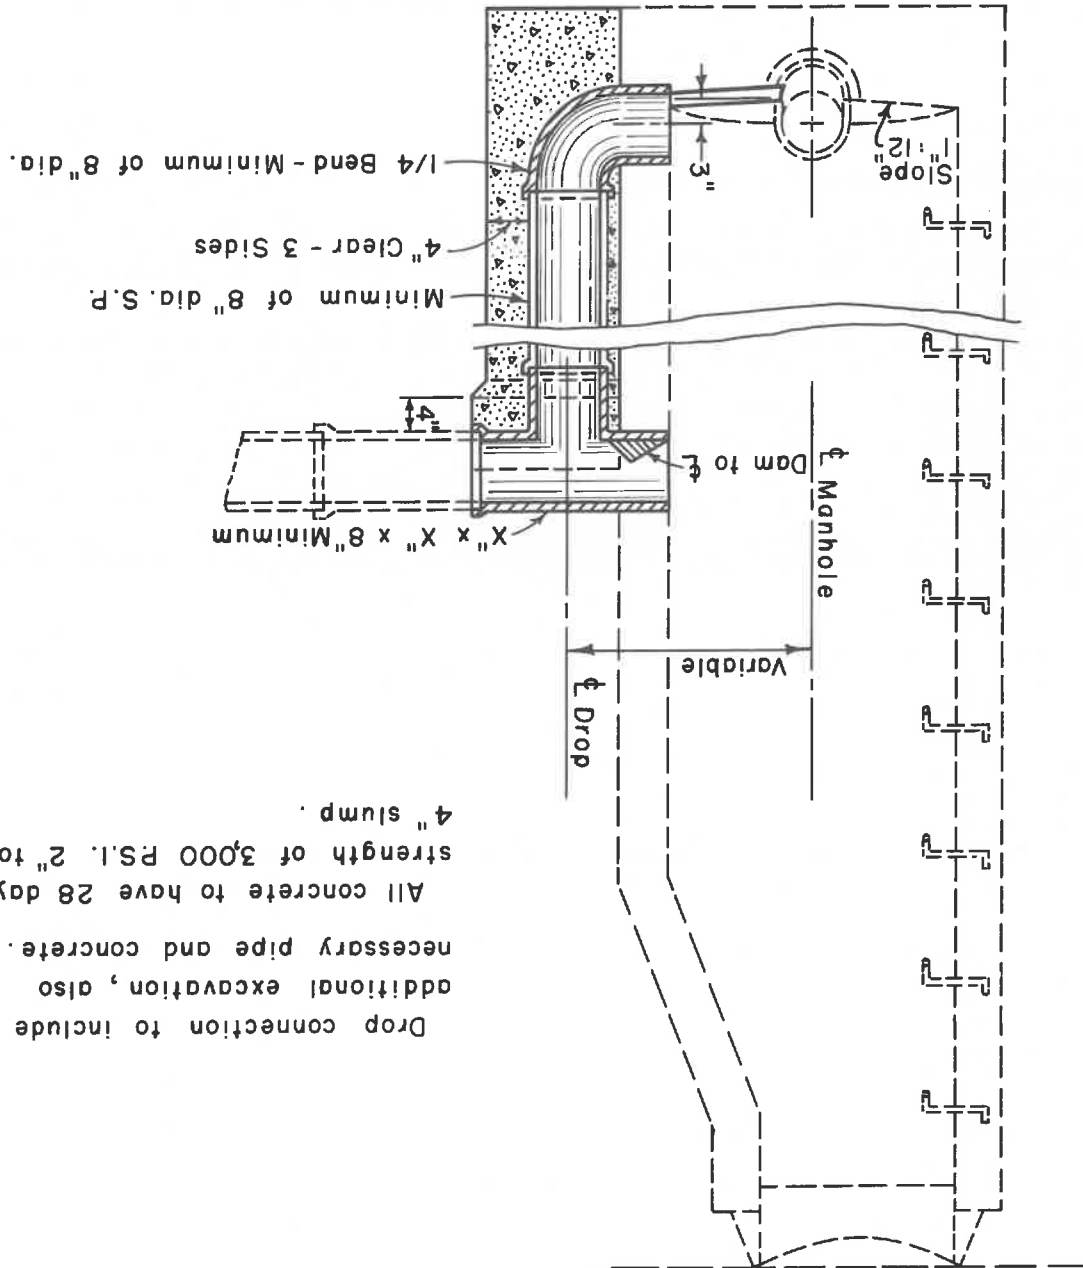 Drop connection to include
additional excavation, also
necessary pipe and concrete.
All concrete to have 28 day
strength of 3,000 P.S.I. 2" to
4" slump.
℄ Drop
Variable
℄ Manhole
X" x X" x 8" Minimum
Dam to ℄
4"
Minimum of 8" dia. S.P.
4" Clear - 3 Sides
1/4 Bend - Minimum of 8" dia.
3"
Slope
1":12"